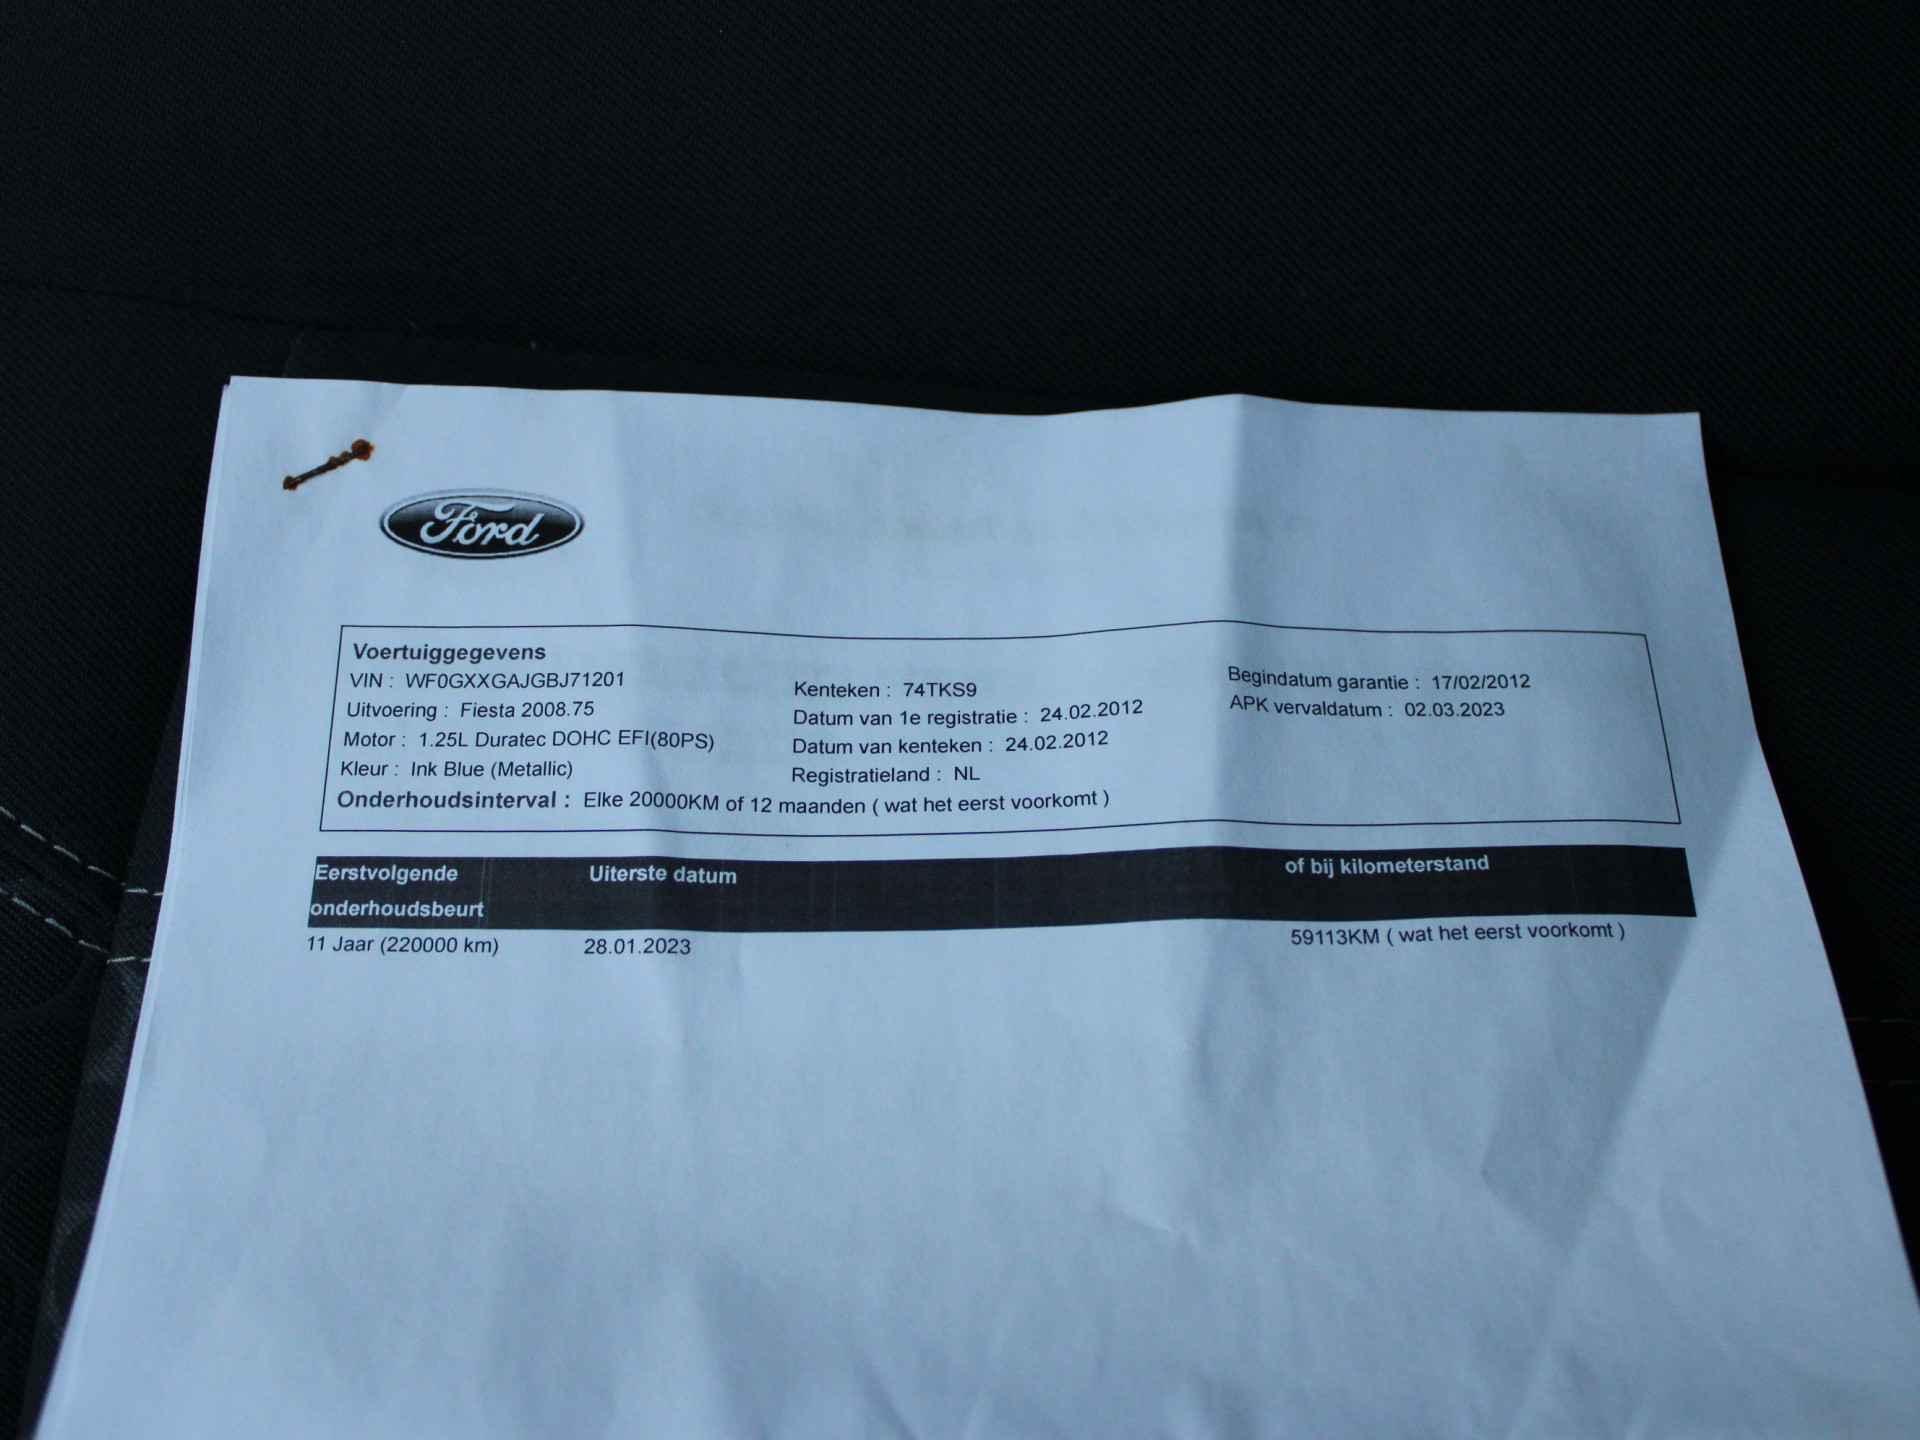 Ford
Voertuiggegevens
VIN : WF0GXXGAJGBJ71201
Uitvoering : Fiesta 2008.75
Motor : 1.25L Duratec DOHC EFI(80PS)
Kleur : Ink Blue (Metallic)
Kenteken : 74TKS9
Datum van 1e registratie : 24.02.2012
Datum van kenteken : 24.02.2012
Registratieland : NL
Begindatum garantie : 17/02/2012
APK vervaldatum : 02.03.2023
Onderhoudsinterval : Elke 20000KM of 12 maanden ( wat het eerst voorkomt )
Eerstvolgende
onderhoudsbeurt
Uiterste datum
of bij kilometerstand
11 Jaar (220000 km)
28.01.2023
59113KM ( wat het eerst voorkomt )